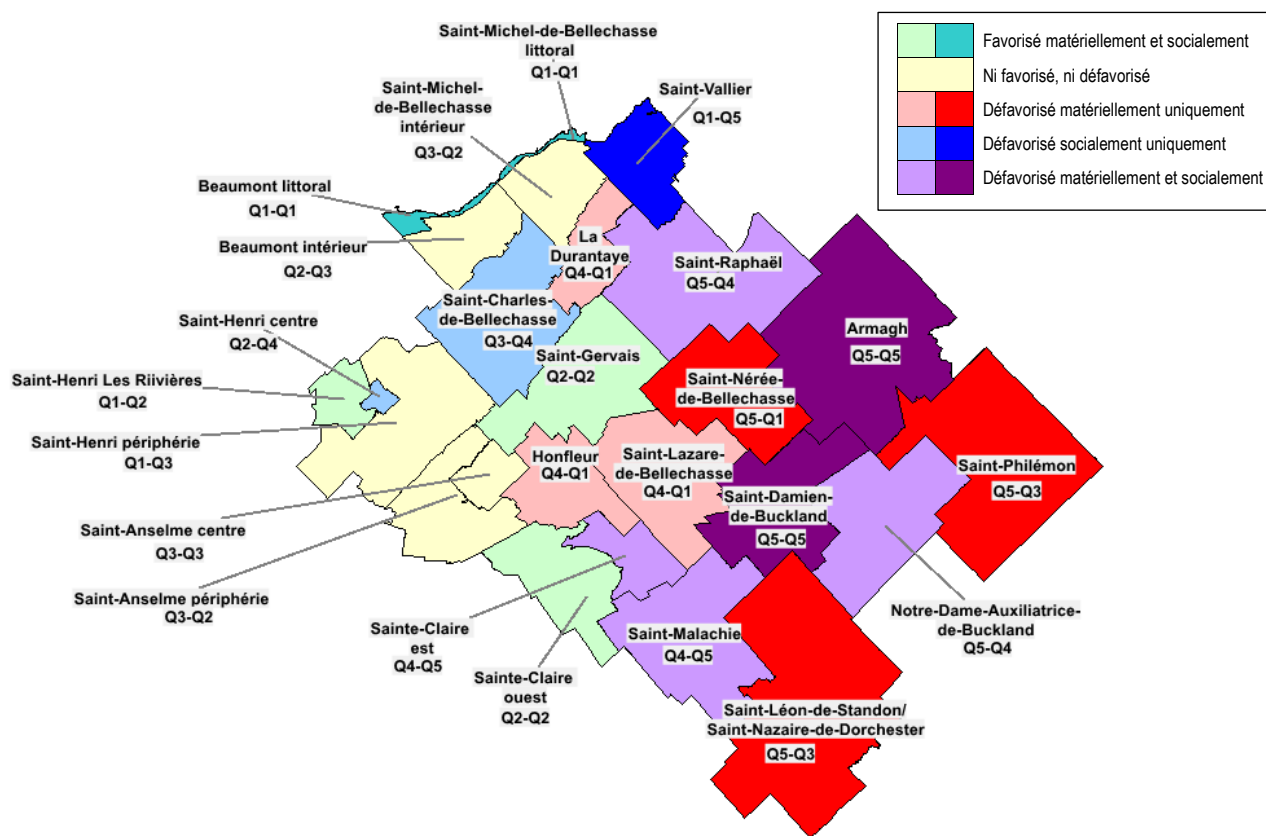 Saint-Michel-de-Bellechasse
littoral
Q1-Q1
Saint-Michel-
de-Bellechasse
intérieur
Q3-Q2
Saint-Vallier
Q1-Q5
Favorisé matériellement et socialement
Ni favorisé, ni défavorisé
Défavorisé matériellement uniquement
Défavorisé socialement uniquement
Défavorisé matériellement et socialement
Beaumont littoral
Q1-Q1
Beaumont intérieur
Q2-Q3
La
Durantaye
Q4-Q1
Saint-Raphaël
Q5-Q4
Saint-Charles-
de-Bellechasse
Q3-Q4
Armagh
Q5-Q5
Saint-Henri centre
Q2-Q4
Saint-Gervais
Q2-Q2
Saint-Henri Les Riivières
Q1-Q2
Saint-Nérée-
de-Bellechasse
Q5-Q1
Saint-Henri périphérie
Q1-Q3
Honfleur
Q4-Q1
Saint-Lazare-
de-Bellechasse
Q4-Q1
Saint-Philémon
Q5-Q3
Saint-Damien-
de-Buckland
Q5-Q5
Saint-Anselme centre
Q3-Q3
Saint-Anselme périphérie
Q3-Q2
Notre-Dame-Auxiliatrice-
de-Buckland
Q5-Q4
Sainte-Claire
est
Q4-Q5
Saint-Malachie
Q4-Q5
Sainte-Claire
ouest
Q2-Q2
Saint-Léon-de-Standon/
Saint-Nazaire-de-Dorchester
Q5-Q3